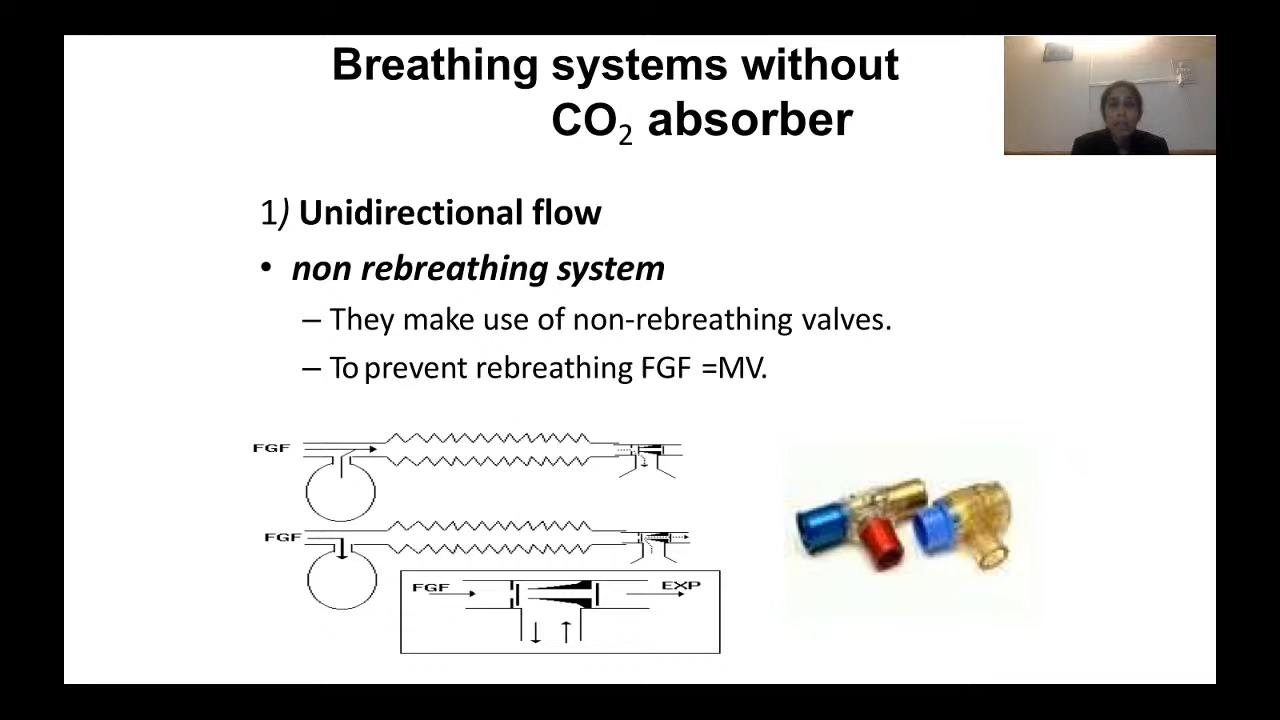 Breathing systems without
CO₂ absorber
1) Unidirectional flow
• non rebreathing system
– They make use of non-rebreathing valves.
– To prevent rebreathing FGF =MV.
FGF
FGF
FGF
EXP